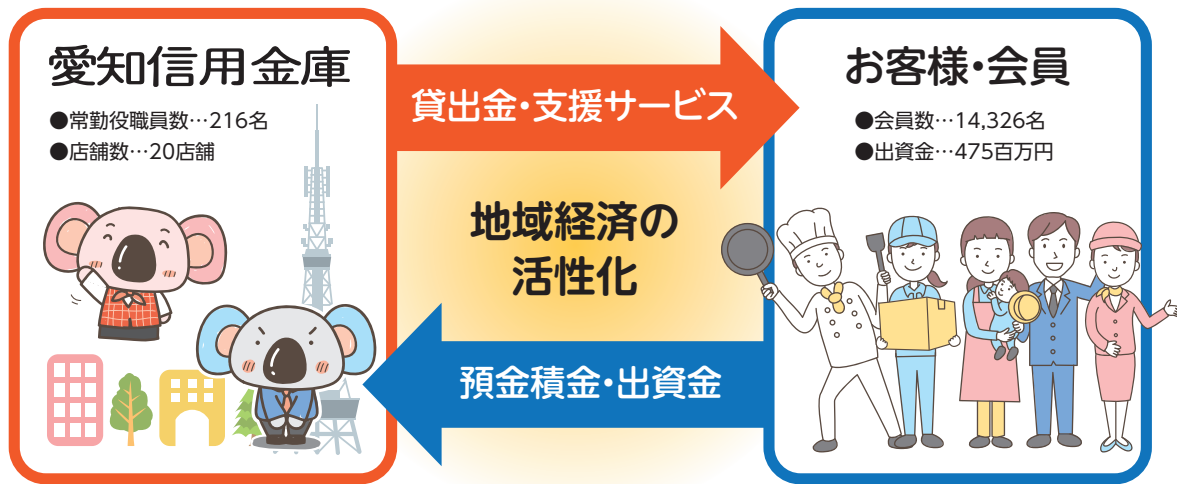 愛知信用金庫
●常勤役職員数…216名
●店舗数…20店舗
貸出金・支援サービス
地域経済の
活性化
預金積金・出資金
お客様・会員
●会員数…14,326名
●出資金…475百万円